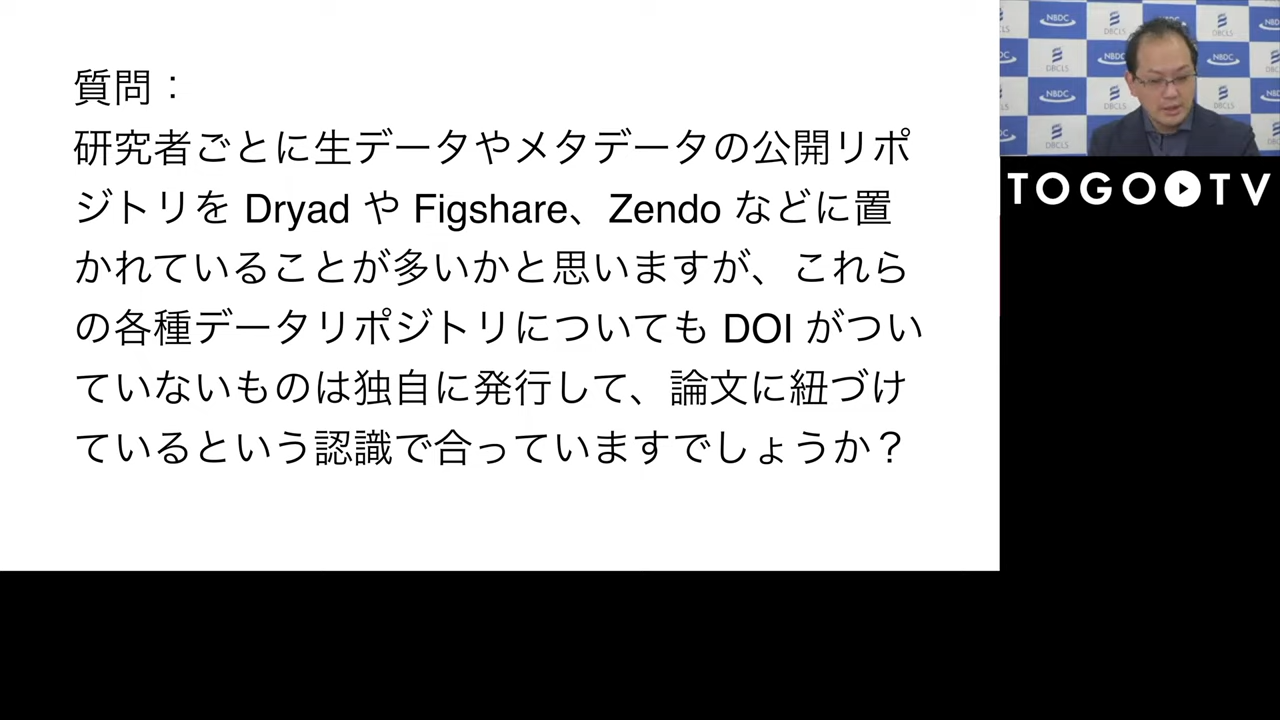 質問：
研究者ごとに生データやメタデータの公開リポ
ジトリを Dryad や Figshare、Zendo などに置
かれていることが多いかと思いますが、これら
の各種データリポジトリについても DOI がつい
ていないものは独自に発行して、論文に紐づけ
ているという認識で合っていますでしょうか？
NBDC
DBCLS
TOGO TV